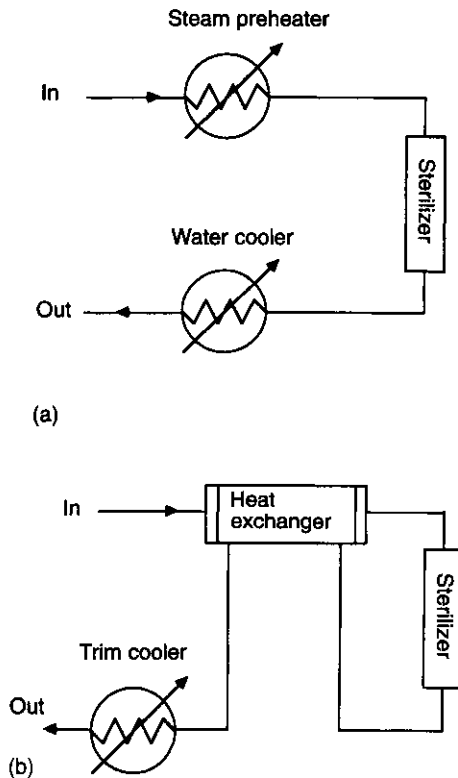 Steam preheater
In
Sterilizer
Water cooler
Out
(a)
In
Heat
exchanger
Sterilizer
Trim cooler
Out
(b)